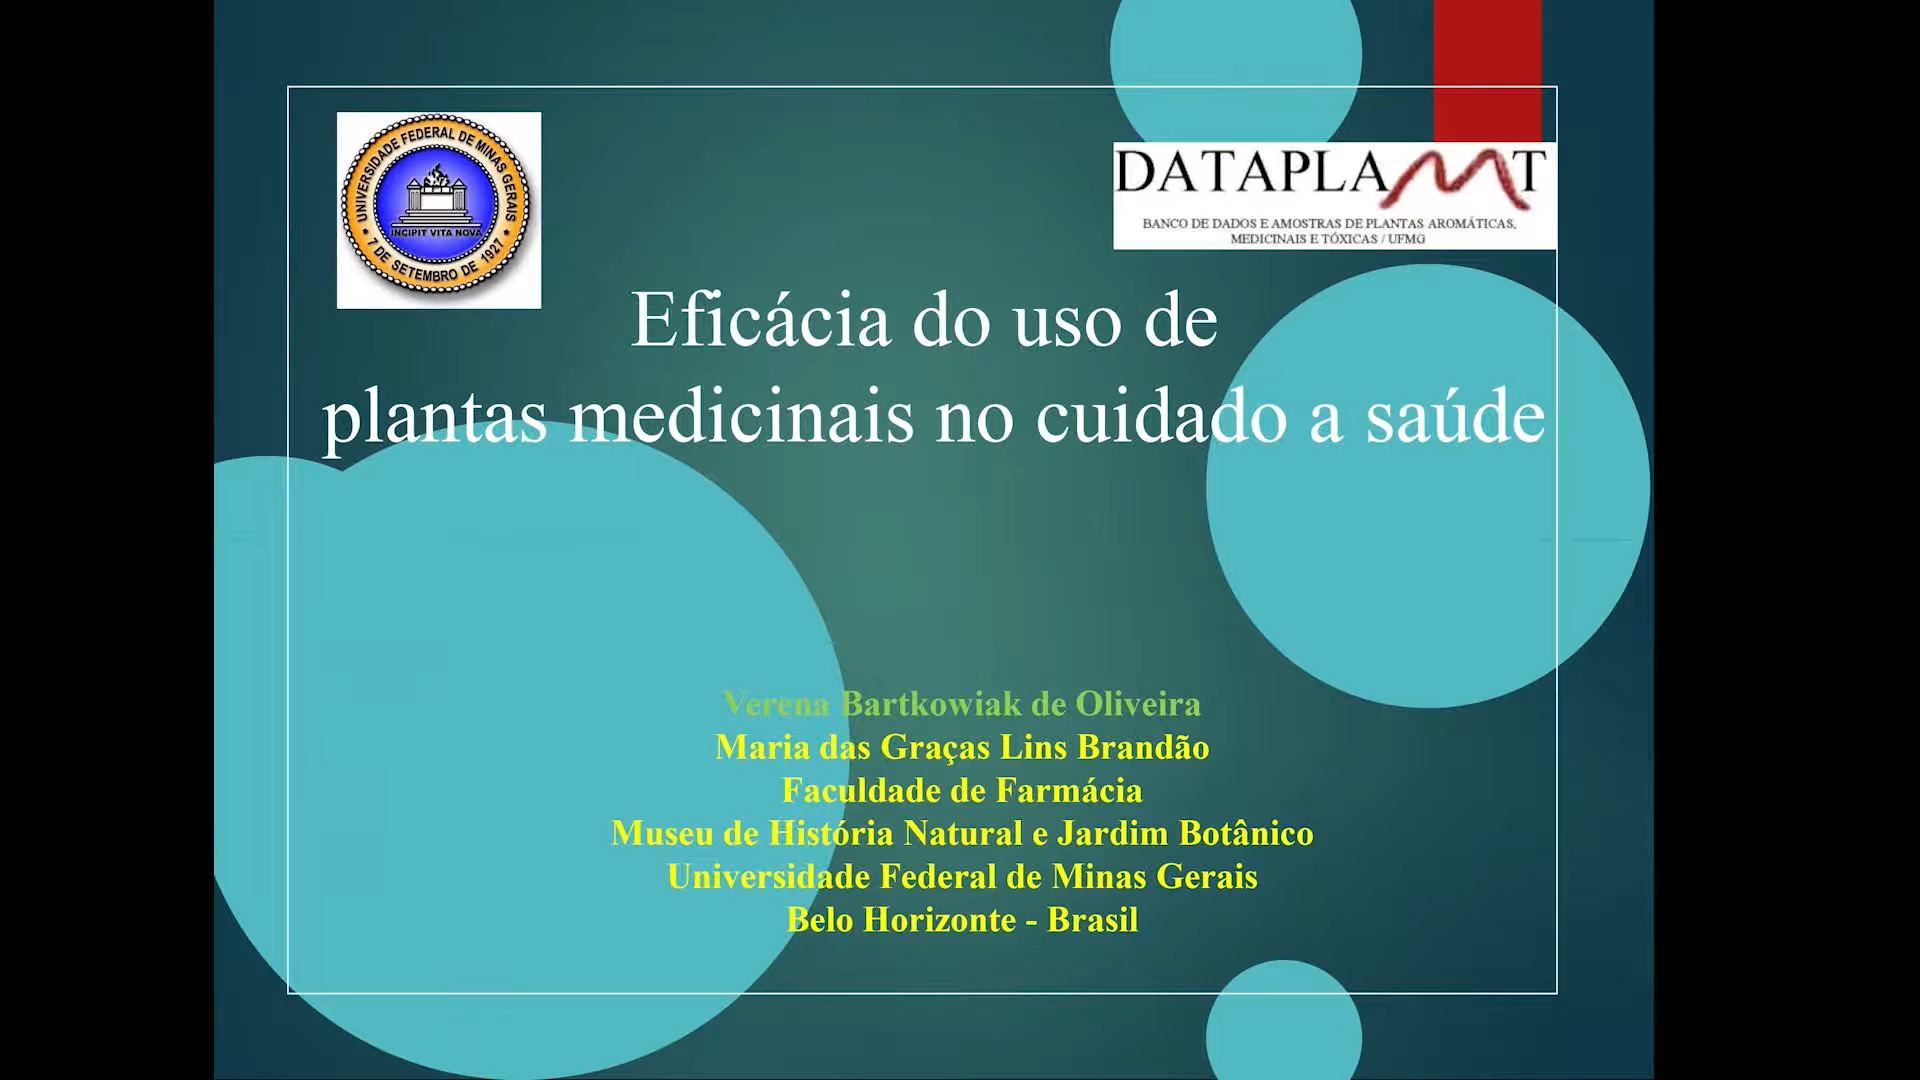 UNIVERSIDADE FEDERAL DE MINAS GERAIS
INCIPIT VITA NOVA
7 DE SETEMBRO DE 1927
DATAPLAMT
BANCO DE DADOS E AMOSTRAS DE PLANTAS AROMÁTICAS,
MEDICINAIS E TÓXICAS / UFMG
Eficácia do uso de
plantas medicinais no cuidado a saúde
Verena Bartkowiak de Oliveira
Maria das Graças Lins Brandão
Faculdade de Farmácia
Museu de História Natural e Jardim Botânico
Universidade Federal de Minas Gerais
Belo Horizonte - Brasil